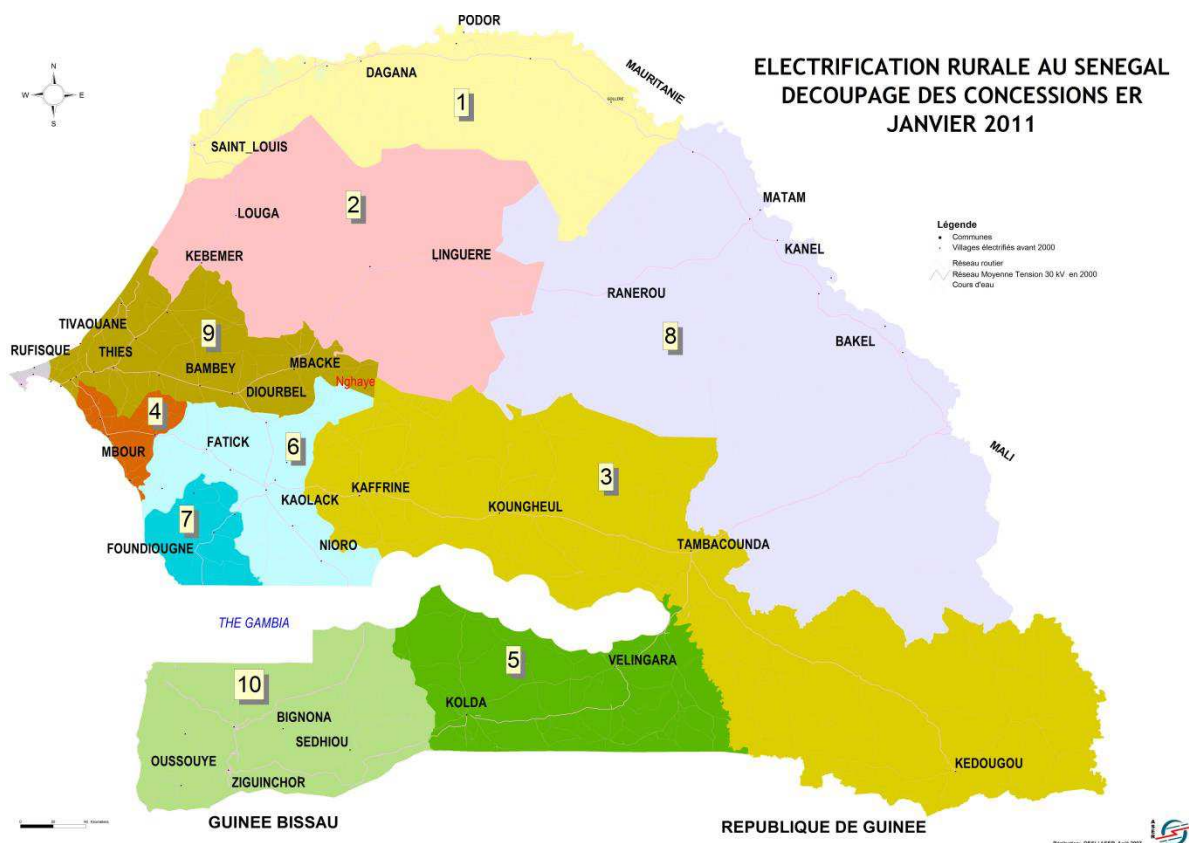 PODOR
ELECTRIFICATION RURALE AU SENEGAL
DECOUPAGE DES CONCESSIONS ER
JANVIER 2011
N
W
E
S
DAGANA
MAURITANIE
1
SAINT_LOUIS
MATAM
2
LOUGA
Légende
Communes
Villages électrifiés avant 2000
Réseau routier
Réseau Moyenne Tension 30 kV en 2000
Cours d'eau
KANEL
KEBEMER
LINGUERE
RANEROU
TIVAOUANE
9
8
BAKEL
RUFISQUE
THIES
BAMBEY
MBACKE
Nghaye
DIOURBEL
4
MBOUR
FATICK
6
MALI
3
KAFFRINE
KAOLACK
KOUNGHEUL
7
FOUNDIOUGNE
NIORO
TAMBACOUNDA
THE GAMBIA
5
VELINGARA
10
KOLDA
BIGNONA
SEDHIOU
OUSSOUYE
ZIGUINCHOR
KEDOUGOU
GUINEE BISSAU
REPUBLIQUE DE GUINEE